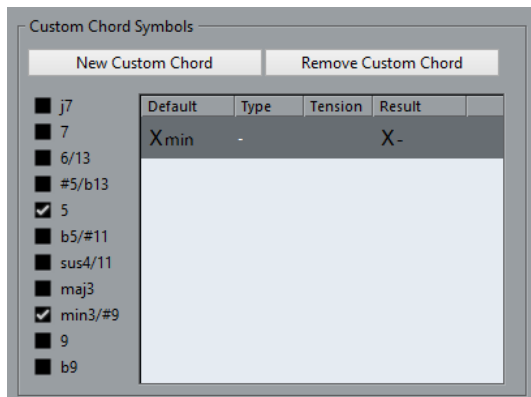 Custom Chord Symbols
New Custom Chord Remove Custom Chord
j7
7
6/13
#5/b13
5
b5/#11
sus4/11
maj3
min3/#9
9
b9
Default Type Tension Result
Xmin - X-